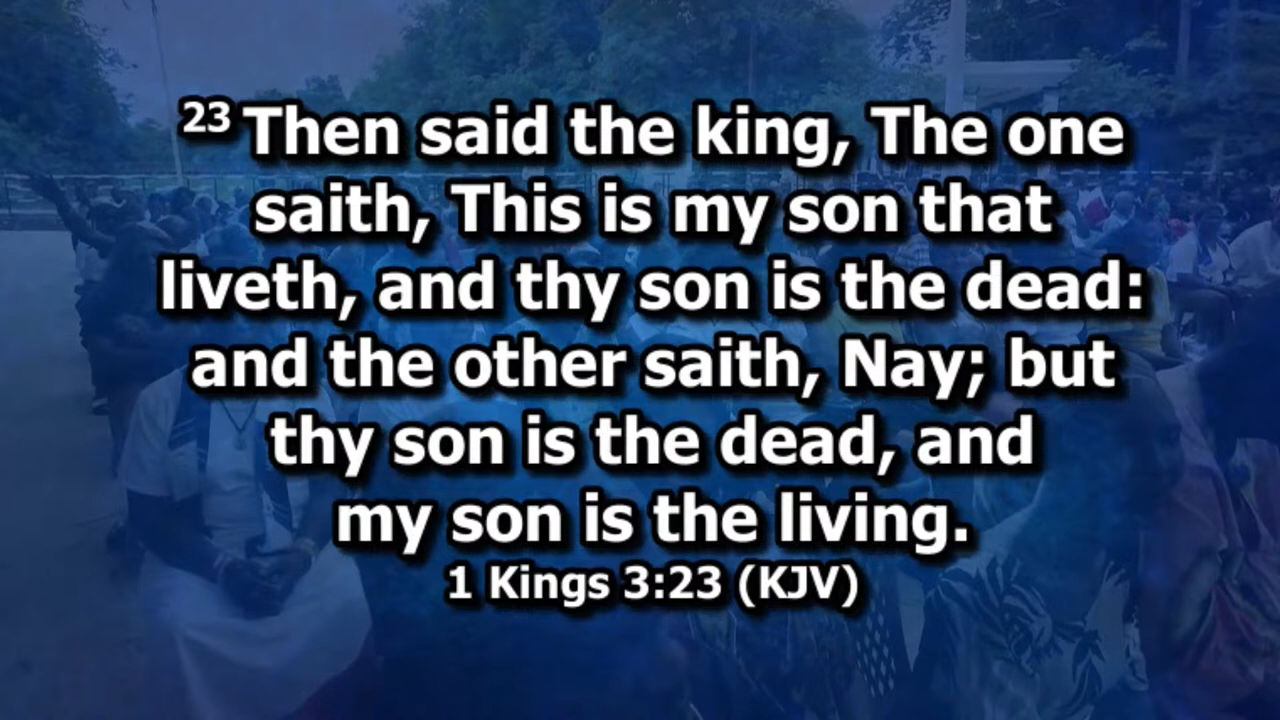 23 Then said the king, The one
saith, This is my son that
liveth, and thy son is the dead:
and the other saith, Nay; but
thy son is the dead, and
my son is the living.
1 Kings 3:23 (KJV)